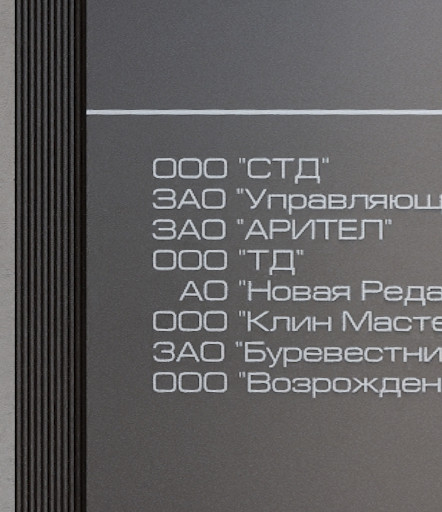 ООО "СТД"
ЗАО "Управляющ
ЗАО "АРИТЕЛ"
ООО "ТД"
АО "Новая Реда
ООО "Клин Масте
ЗАО "Буревестни
ООО "Возрожден